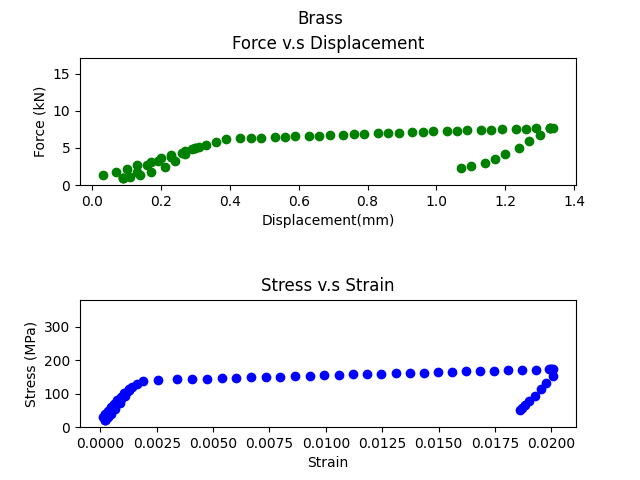 Brass
Force v.s Displacement
15
10
5
0
Force (kN)
0.0 0.2 0.4 0.6 0.8 1.0 1.2 1.4
Displacement(mm)
Stress v.s Strain
300
200
100
0
Stress (MPa)
0.0000 0.0025 0.0050 0.0075 0.0100 0.0125 0.0150 0.0175 0.0200
Strain